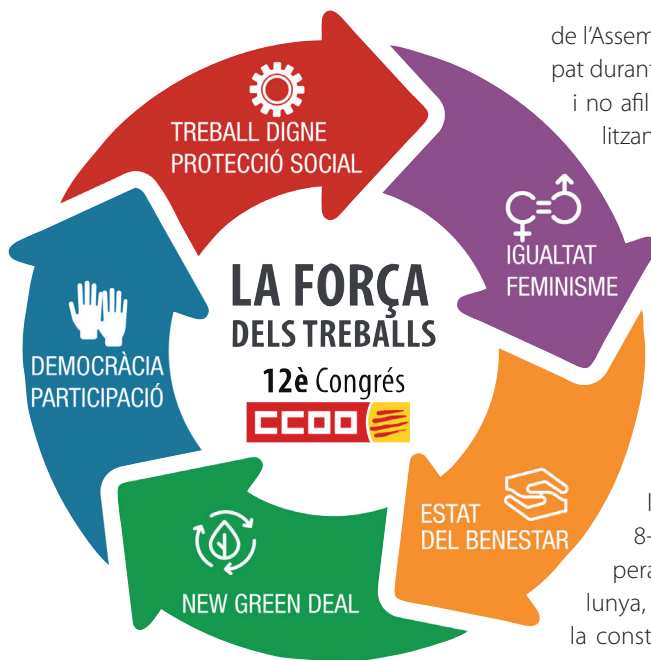 de l'Assem
pat durant
i no afil
litzan
TREBALL DIGNE
PROTECCIÓ SOCIAL
IGUALTAT
FEMINISME
LA FORÇA
DELS TREBALLS
12è Congrés
CCOO
DEMOCRÀCIA
PARTICIPACIÓ
ESTAT
DEL BENESTAR
NEW GREEN DEAL
8-
pera
lunya,
la const